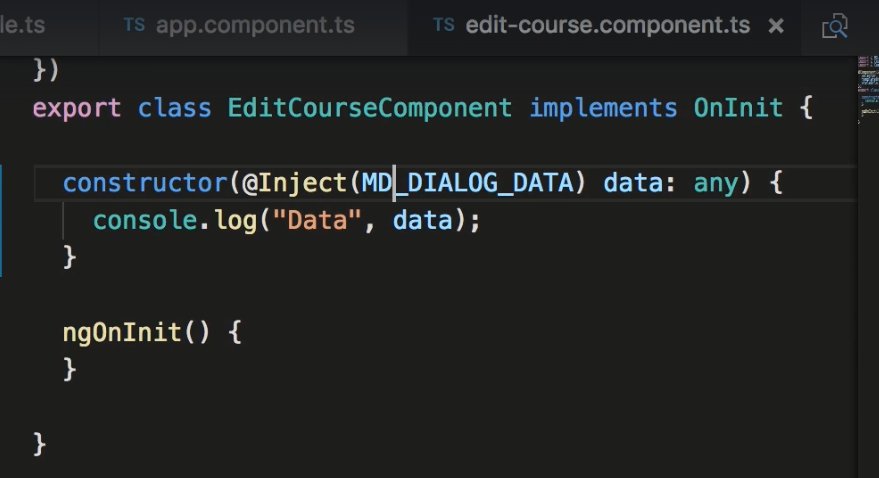 le.ts TS app.component.ts TS edit-course.component.ts ×
})
export class EditCourseComponent implements OnInit {
constructor(@Inject(MD_DIALOG_DATA) data: any) {
console.log("Data", data);
}
ngOnInit() {
}
}